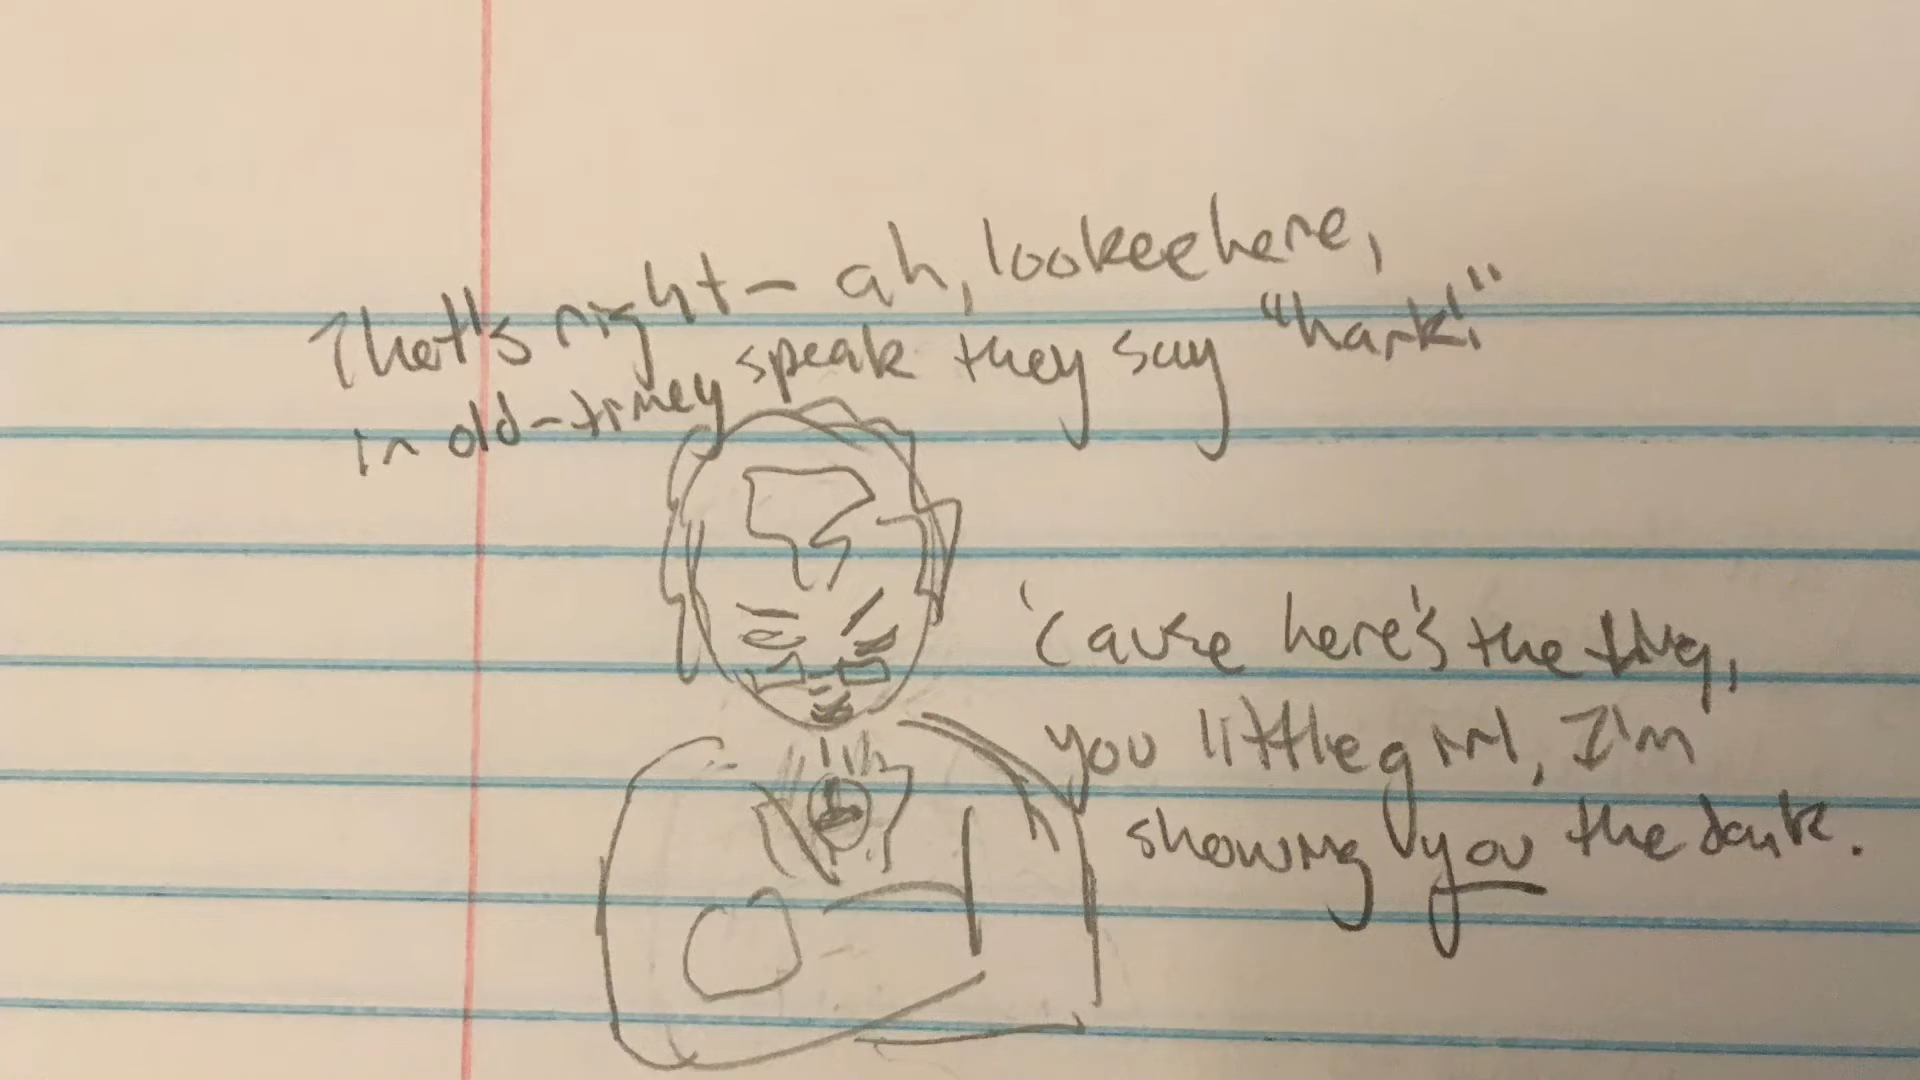 That's right - ah, lookee here,
in old-timey speak they say "hark!"
'cause here's the thing,
you little girl, I'm
showing you the dark.